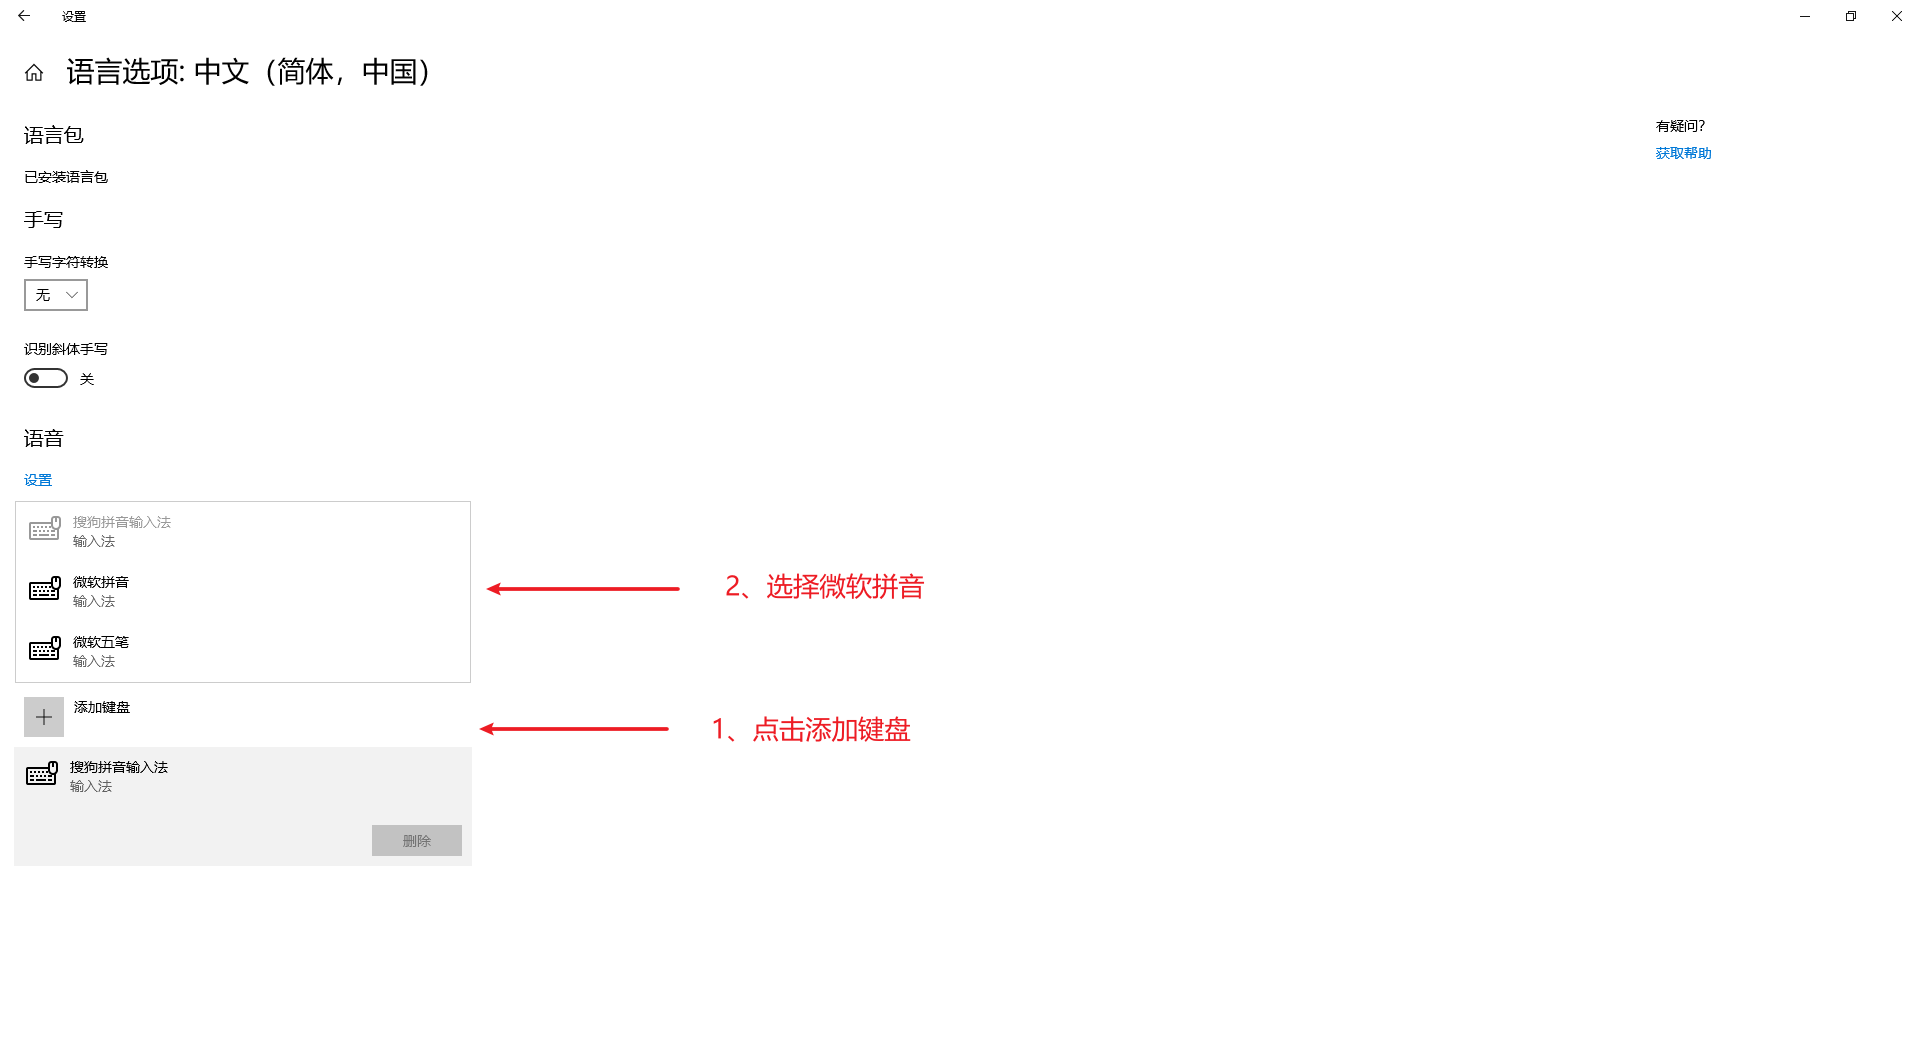 设置
语言选项: 中文（简体，中国）
语言包
已安装语言包
手写
手写字符转换
无
识别斜体手写
关
语音
设置
搜狗拼音输入法
输入法
微软拼音
输入法
微软五笔
输入法
添加键盘
搜狗拼音输入法
输入法
删除
2、选择微软拼音
1、点击添加键盘
有疑问?
获取帮助